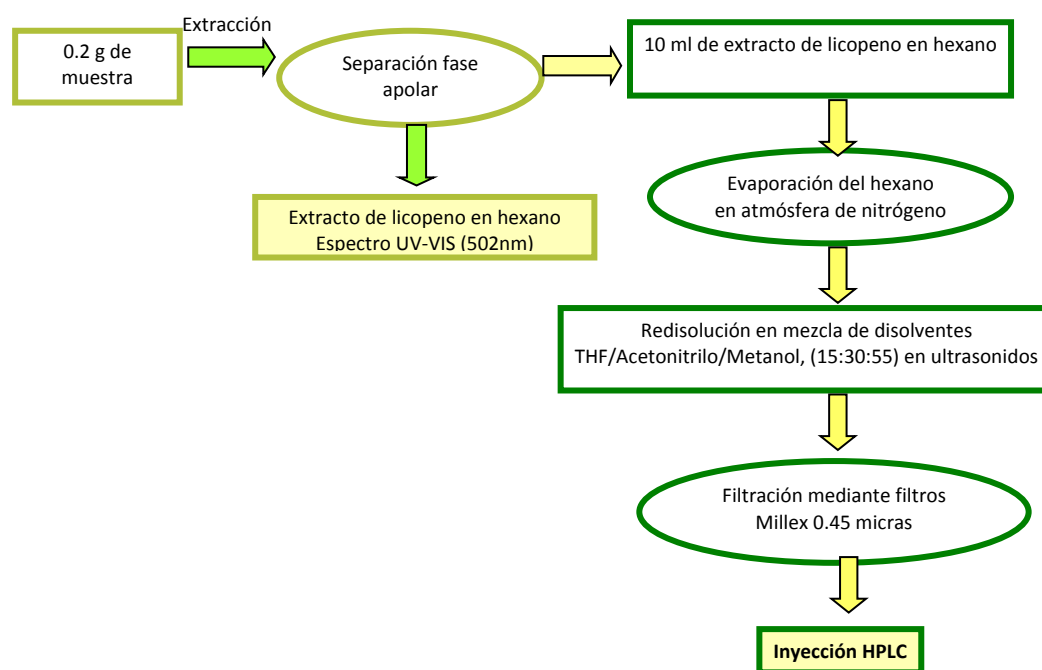 Extracción
0.2 g de
muestra
Separación fase
apolar
10 ml de extracto de licopeno en hexano
Extracto de licopeno en hexano
Espectro UV-VIS (502nm)
Evaporación del hexano
en atmósfera de nitrógeno
Redisolución en mezcla de disolventes
THF/Acetonitrilo/Metanol, (15:30:55) en ultrasonidos
Filtración mediante filtros
Millex 0.45 micras
Inyección HPLC